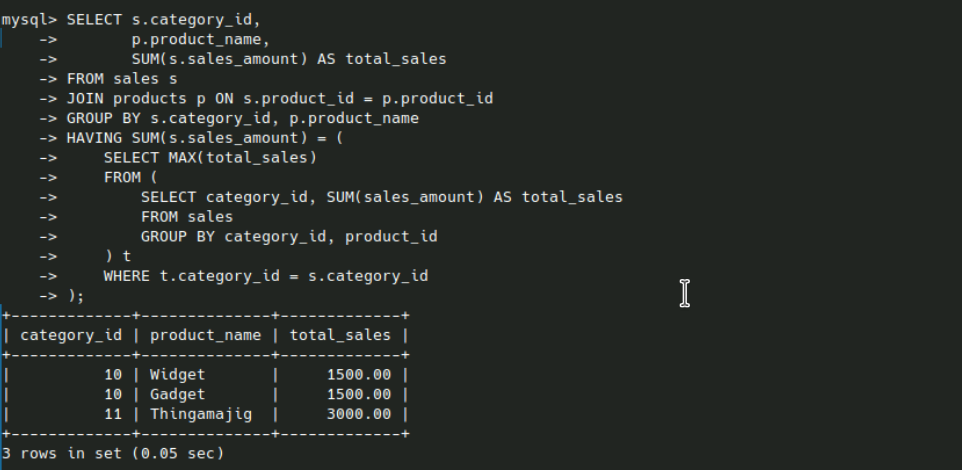 mysql> SELECT s.category_id,
    ->        p.product_name,
    ->        SUM(s.sales_amount) AS total_sales
    -> FROM sales s
    -> JOIN products p ON s.product_id = p.product_id
    -> GROUP BY s.category_id, p.product_name
    -> HAVING SUM(s.sales_amount) = (
    ->     SELECT MAX(total_sales)
    ->     FROM (
    ->         SELECT category_id, SUM(sales_amount) AS total_sales
    ->         FROM sales
    ->         GROUP BY category_id, product_id
    ->     ) t
    ->     WHERE t.category_id = s.category_id
    -> );
+-------------+--------------+-------------+
| category_id | product_name | total_sales |
+-------------+--------------+-------------+
|          10 | Widget       |     1500.00 |
|          10 | Gadget       |     1500.00 |
|          11 | Thingamajig  |     3000.00 |
+-------------+--------------+-------------+
3 rows in set (0.05 sec)